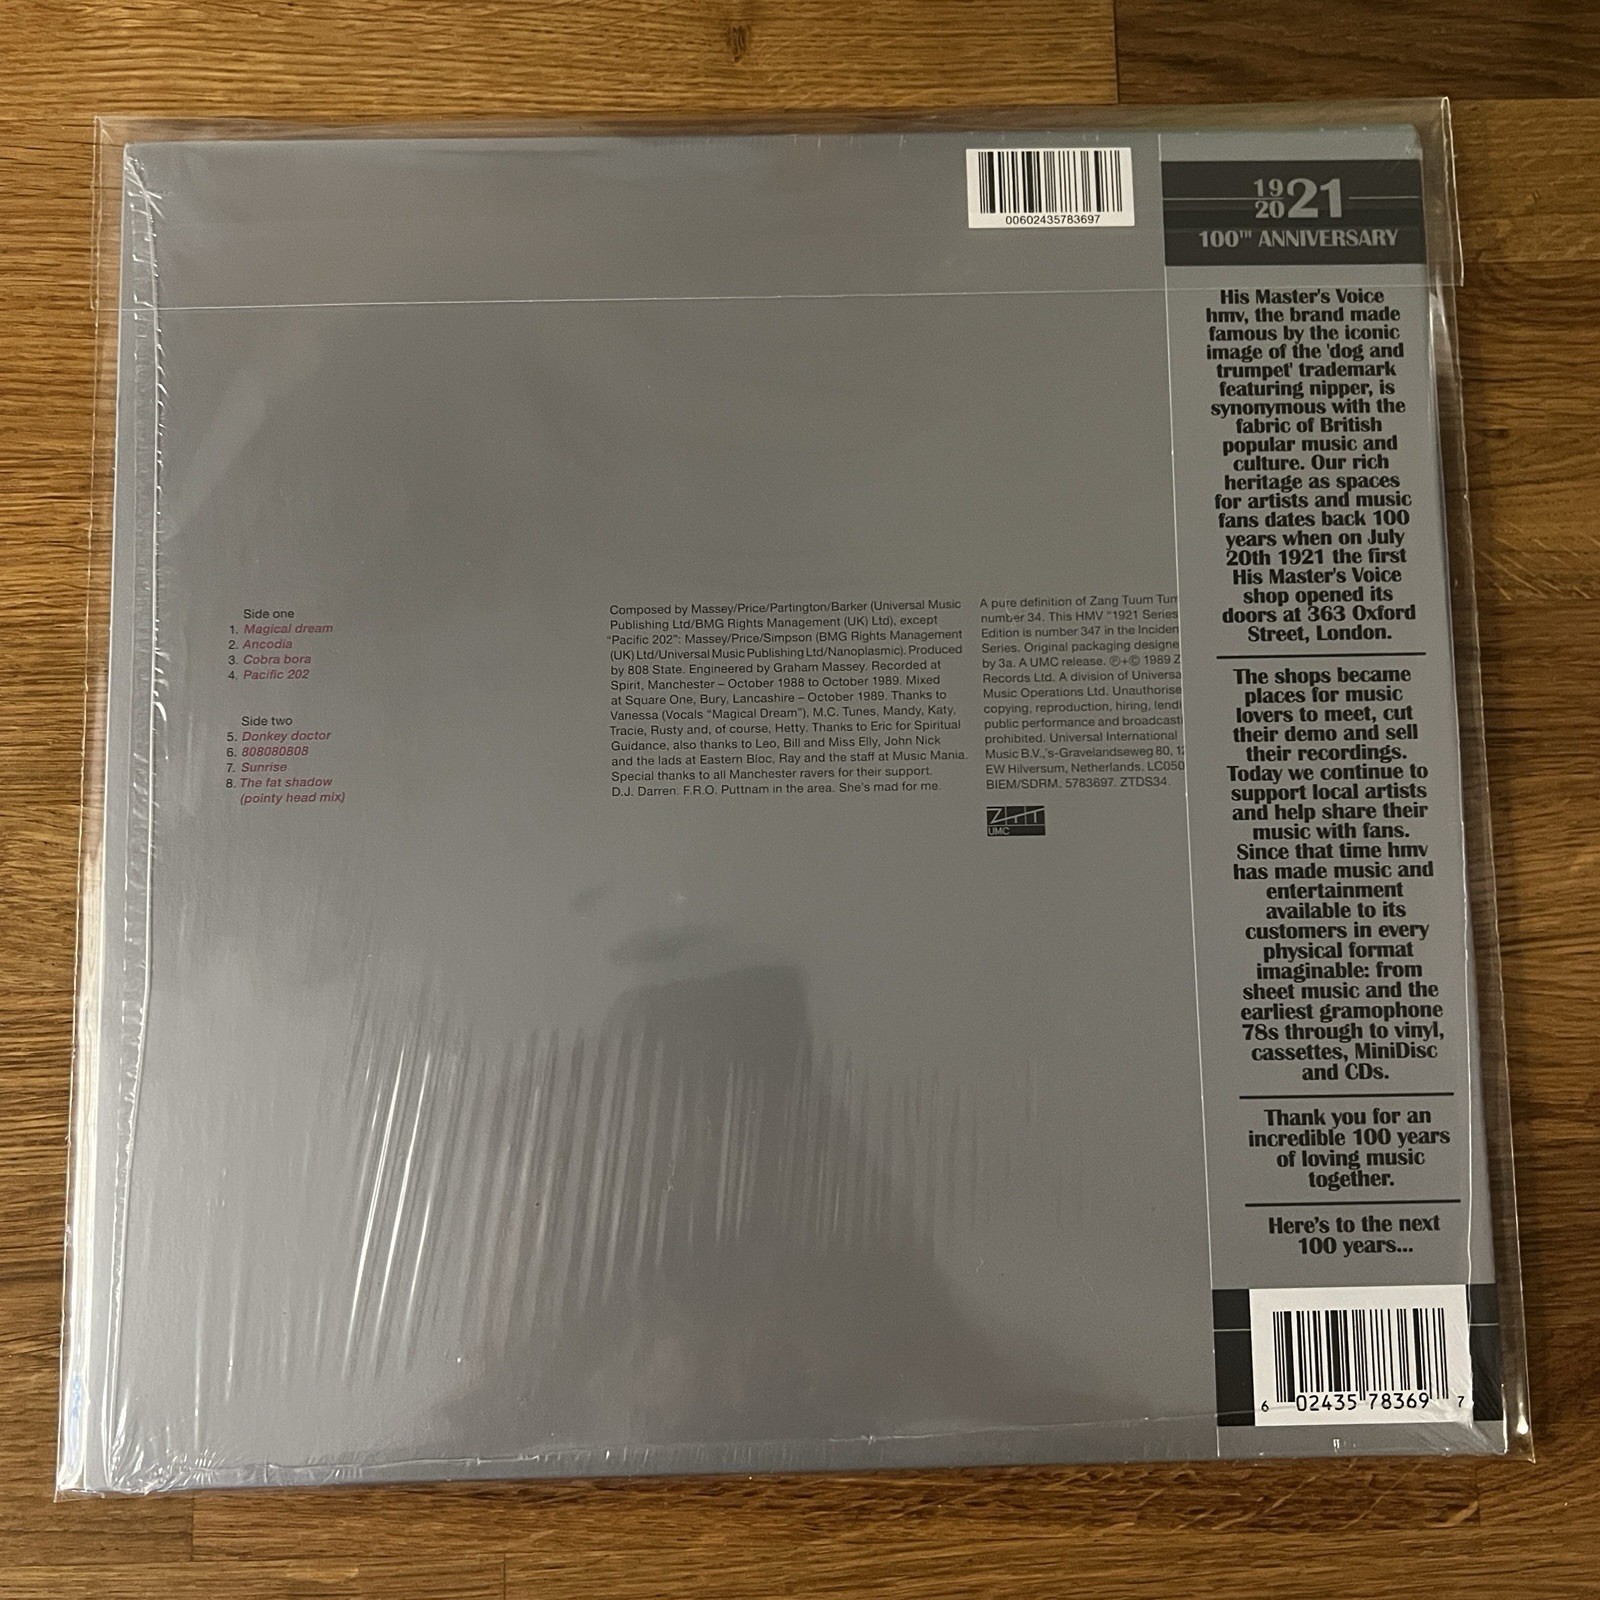 00602435783697
19
20
21
100TH ANNIVERSARY
His Master's Voice
hmv, the brand made
famous by the iconic
image of the 'dog and
trumpet' trademark
featuring nipper, is
synonymous with the
fabric of British
popular music and
culture. Our rich
heritage as spaces
for artists and music
fans dates back 100
years when on July
20th 1921 the first
His Master's Voice
shop opened its
doors at 363 Oxford
Street, London.
The shops became
places for music
lovers to meet, cut
their demo and sell
their recordings.
Today we continue to
support local artists
and help share their
music with fans.
Since that time hmv
has made music and
entertainment
available to its
customers in every
physical format
imaginable: from
sheet music and the
earliest gramophone
78s through to vinyl,
cassettes, MiniDisc
and CDs.
Thank you for an
incredible 100 years
of loving music
together.
Here's to the next
100 years...
6 02435 78369 7
Side one
1. Magical dream
2. Ancodia
3. Cobra bora
4. Pacific 202
Side two
5. Donkey doctor
6. 808080808
7. Sunrise
8. The fat shadow
(pointy head mix)
Composed by Massey/Price/Partington/Barker (Universal Music
Publishing Ltd/BMG Rights Management (UK) Ltd), except
"Pacific 202": Massey/Price/Simpson (BMG Rights Management
(UK) Ltd/Universal Music Publishing Ltd/Nanoplasmic). Produced
by 808 State. Engineered by Graham Massey. Recorded at
Spirit, Manchester – October 1988 to October 1989. Mixed
at Square One, Bury, Lancashire – October 1989. Thanks to
Vanessa (Vocals "Magical Dream"), M.C. Tunes, Mandy, Katy,
Tracie, Rusty and, of course, Hetty. Thanks to Eric for Spiritual
Guidance, also thanks to Leo, Bill and Miss Elly, John Nick
and the lads at Eastern Bloc, Ray and the staff at Music Mania.
Special thanks to all Manchester ravers for their support.
D.J. Darren. F.R.O. Puttnam in the area. She's mad for me.
A pure definition of Zang Tuum
number 34. This HMV "1921 Series
Edition is number 347 in the
Series. Original packaging
by 3a. A UMC release. ℗+© 1989
Records Ltd. A division of
Music Operations Ltd.
copying, reproduction, hiring,
public performance and
prohibited. Universal International
Music B.V.,'s-Gravelandseweg 80,
EW Hilversum, Netherlands.
BIEM/SDRM. 5783697. ZTDS34.
ZTT
UMC